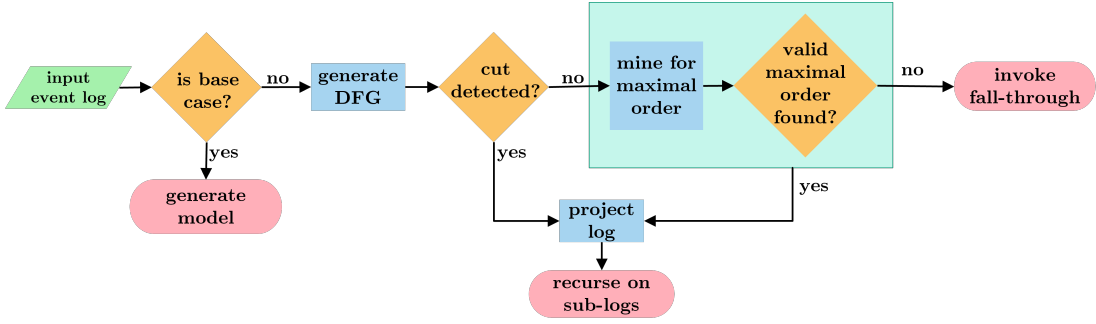 input
event log
is base
case?
no
generate
DFG
cut
detected?
no
mine for
maximal
order
valid
maximal
order
found?
no
invoke
fall-through
yes
generate
model
yes
yes
project
log
recurse on
sub-logs